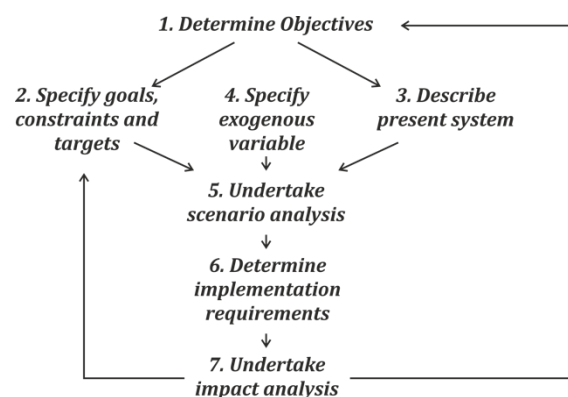 1. Determine Objectives
2. Specify goals,
constraints and
targets
4. Specify
exogenous
variable
3. Describe
present system
5. Undertake
scenario analysis
6. Determine
implementation
requirements
7. Undertake
impact analysis